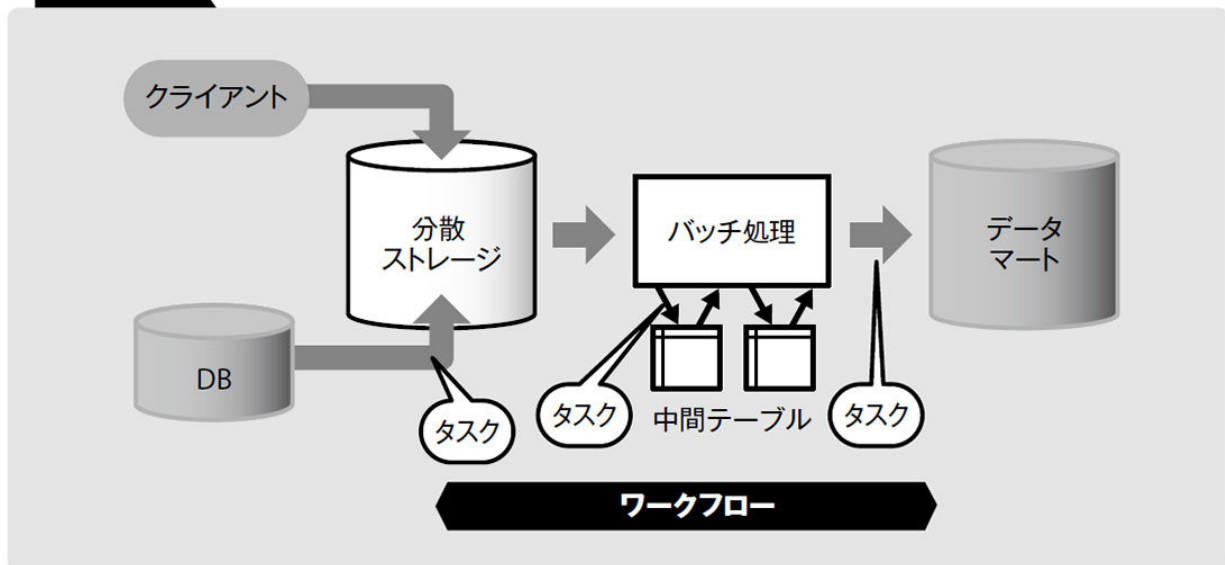 クライアント
分散
ストレージ
バッチ処理
データ
マート
DB
タスク
タスク
中間テーブル
タスク
ワークフロー